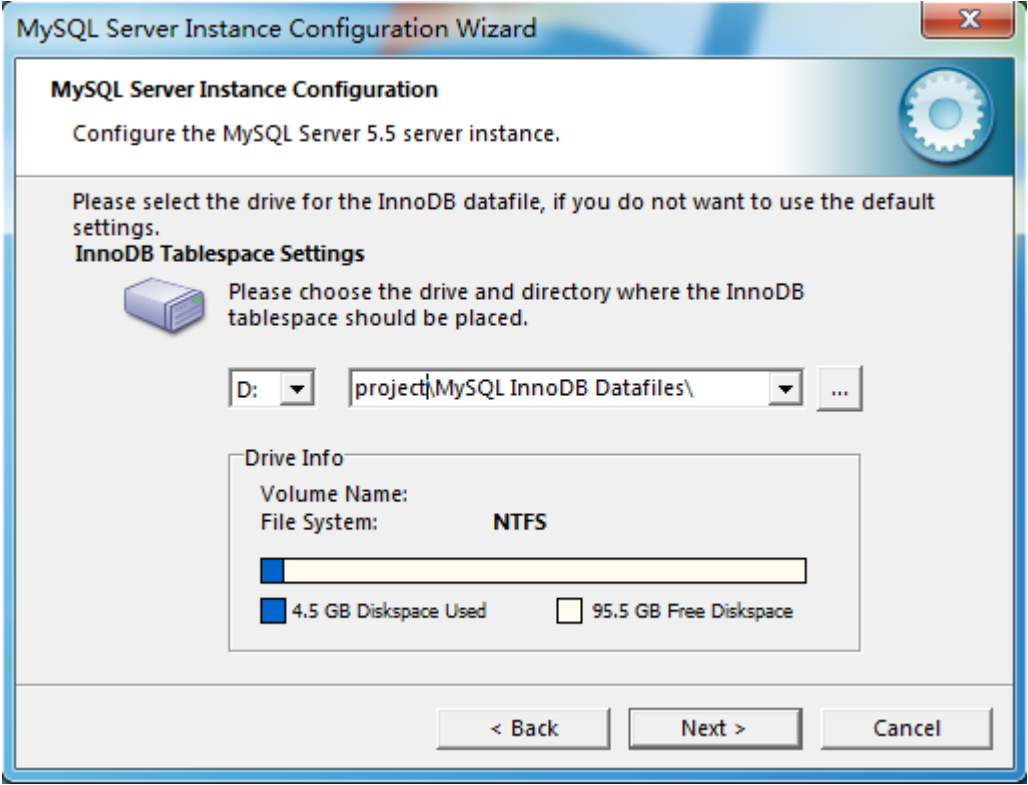 MySQL Server Instance Configuration Wizard
MySQL Server Instance Configuration
Configure the MySQL Server 5.5 server instance.
Please select the drive for the InnoDB datafile, if you do not want to use the default
settings.
InnoDB Tablespace Settings
Please choose the drive and directory where the InnoDB
tablespace should be placed.
D: project\MySQL InnoDB Datafiles\ ...
Drive Info
Volume Name:
File System: NTFS
4.5 GB Diskspace Used 95.5 GB Free Diskspace
< Back Next > Cancel